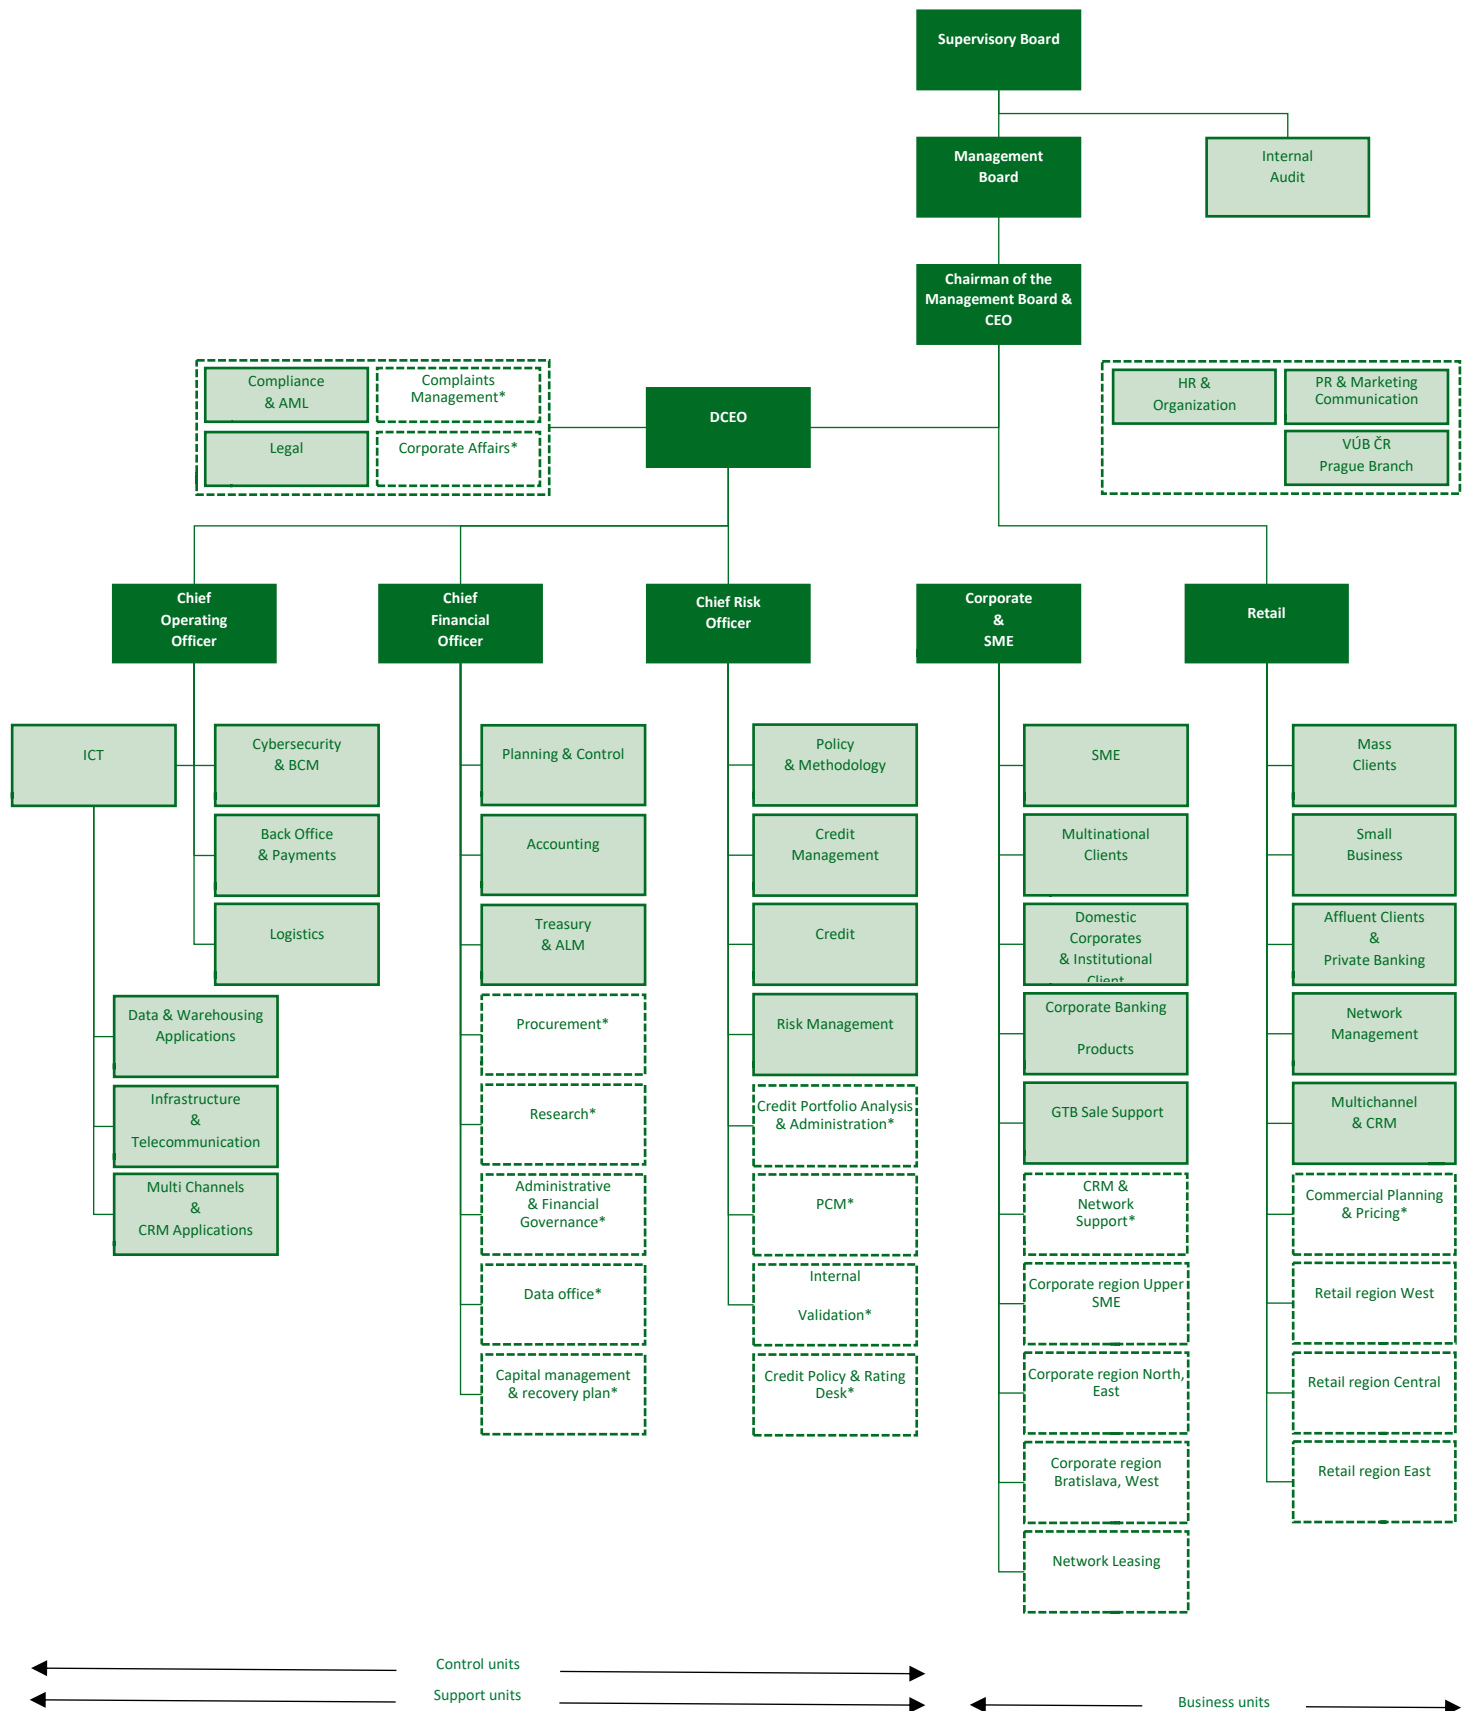 Supervisory Board
Management
Board
Internal
Audit
Chairman of the
Management Board &
CEO
Compliance
& AML
Complaints
Management*
Legal
Corporate Affairs*
DCEO
HR &
Organization
PR & Marketing
Communication
VÚB ČR
Prague Branch
Chief
Operating
Officer
Chief
Financial
Officer
Chief Risk
Officer
Corporate
&
SME
Retail
ICT
Cybersecurity
& BCM
Back Office
& Payments
Logistics
Data & Warehousing
Applications
Infrastructure
&
Telecommunication
Multi Channels
&
CRM Applications
Planning & Control
Accounting
Treasury
& ALM
Procurement*
Research*
Administrative
& Financial
Governance*
Data office*
Capital management
& recovery plan*
Policy
& Methodology
Credit
Management
Credit
Risk Management
Credit Portfolio Analysis
& Administration*
PCM*
Internal
Validation*
Credit Policy & Rating
Desk*
SME
Multinational
Clients
Domestic
Corporates
& Institutional
Client
Corporate Banking
Products
GTB Sale Support
CRM &
Network
Support*
Corporate region Upper
SME
Corporate region North,
East
Corporate region
Bratislava, West
Network Leasing
Mass
Clients
Small
Business
Affluent Clients
&
Private Banking
Network
Management
Multichannel
& CRM
Commercial Planning
& Pricing*
Retail region West
Retail region Central
Retail region East
Control units
Support units
Business units